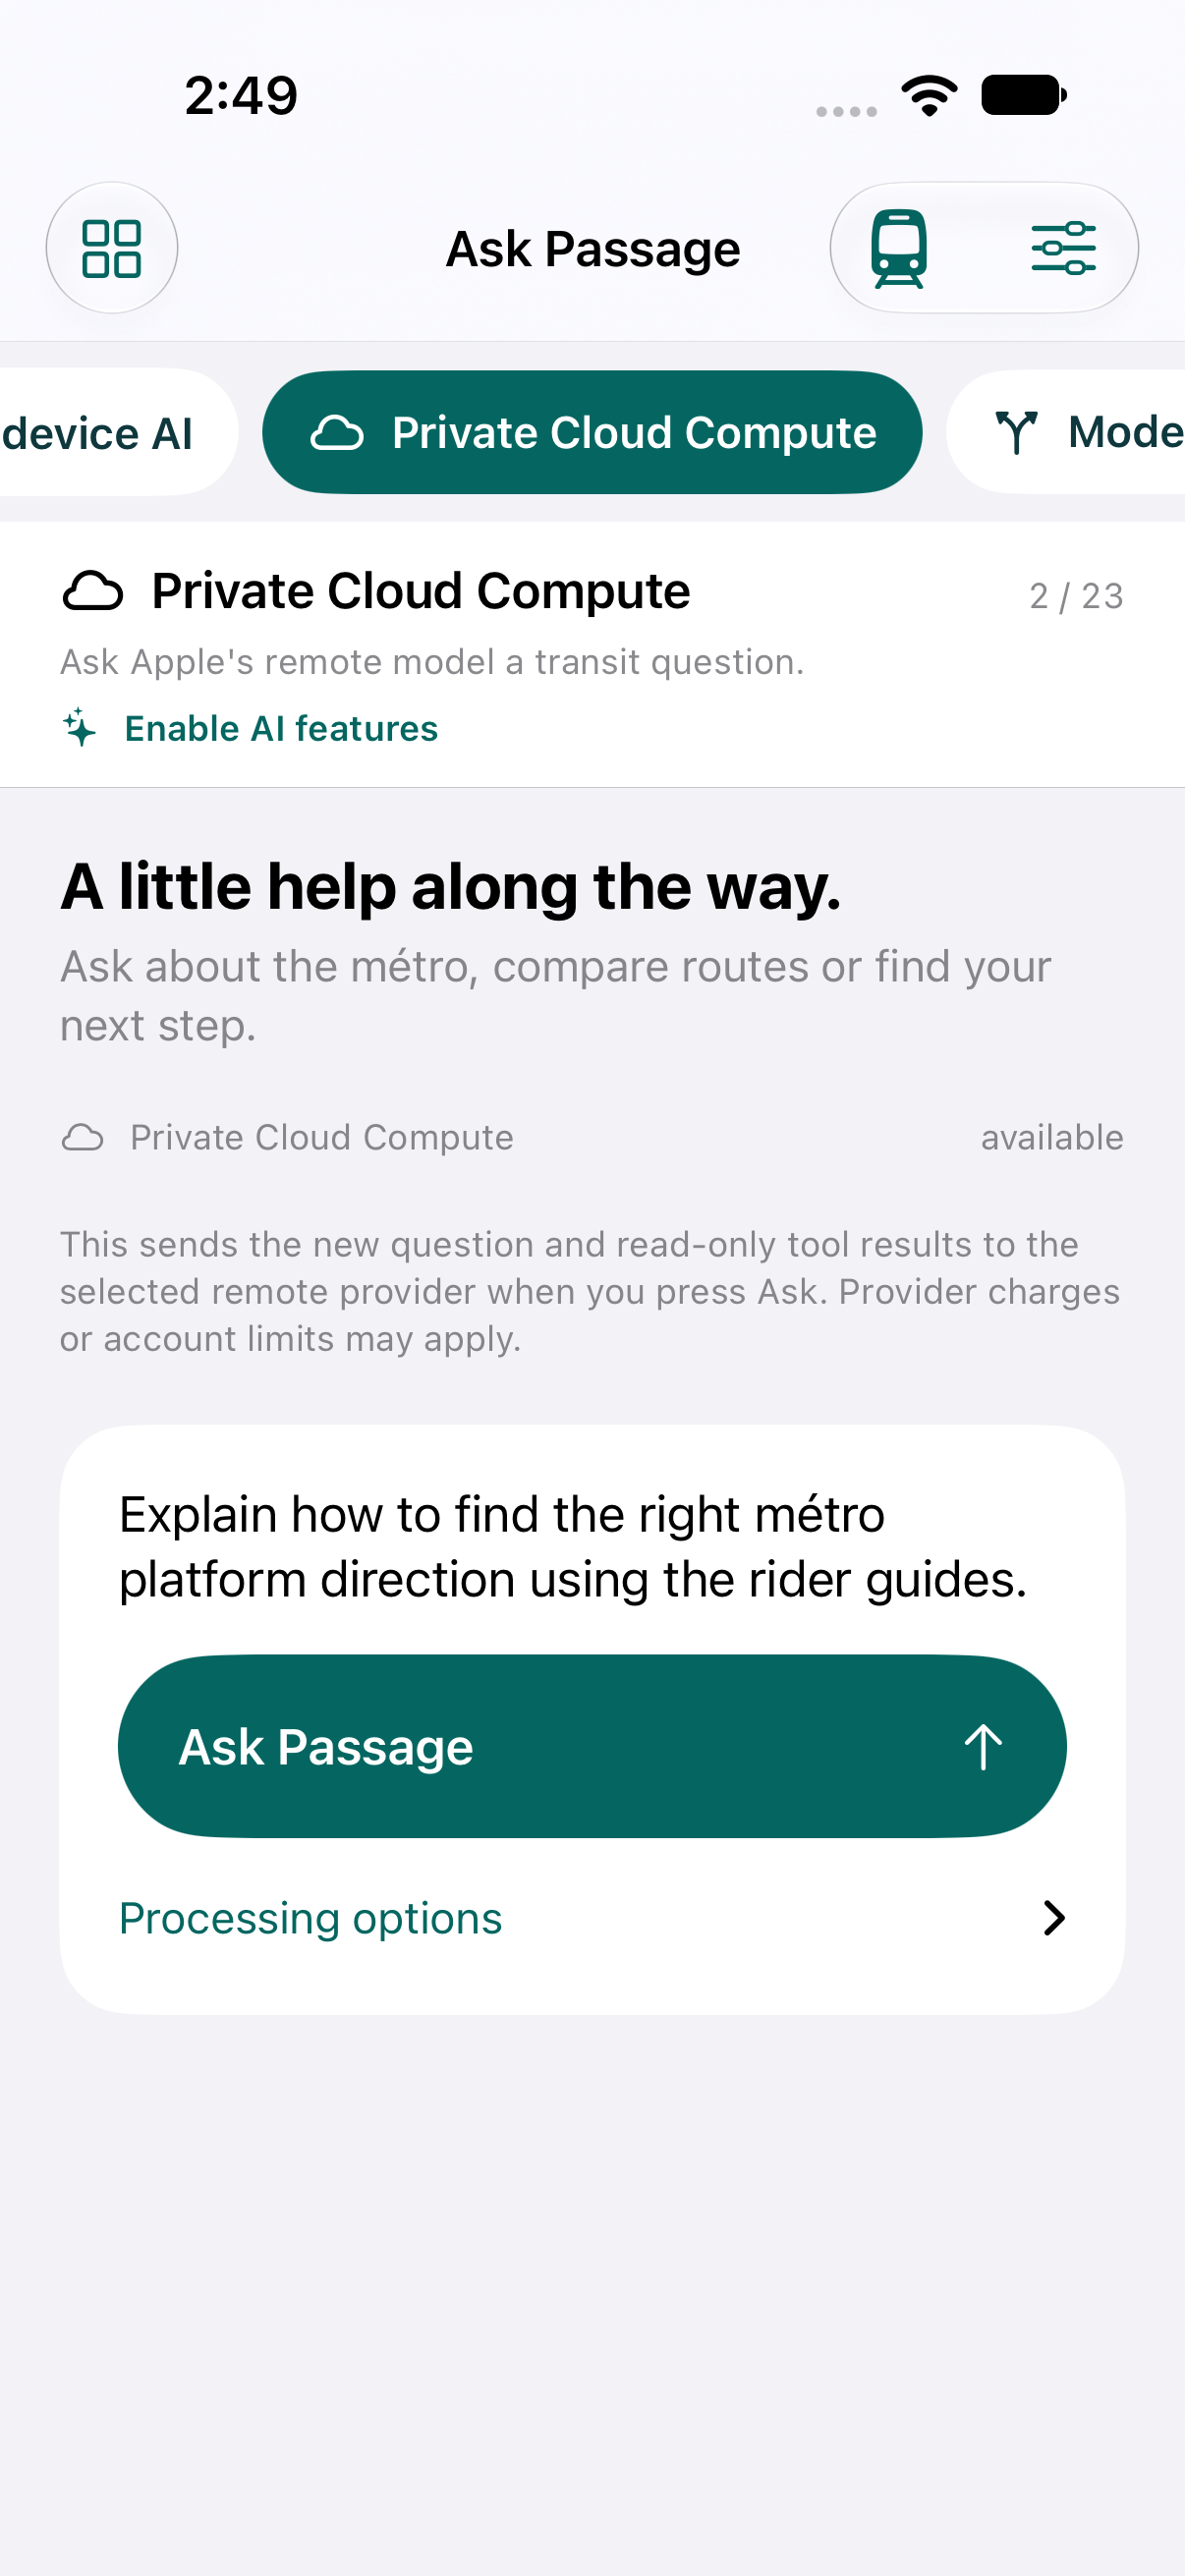 2:49
Ask Passage
device AI
Private Cloud Compute
Mode
Private Cloud Compute
2 / 23
Ask Apple's remote model a transit question.
Enable AI features
A little help along the way.
Ask about the métro, compare routes or find your
next step.
Private Cloud Compute
available
This sends the new question and read-only tool results to the
selected remote provider when you press Ask. Provider charges
or account limits may apply.
Explain how to find the right métro
platform direction using the rider guides.
Ask Passage
Processing options